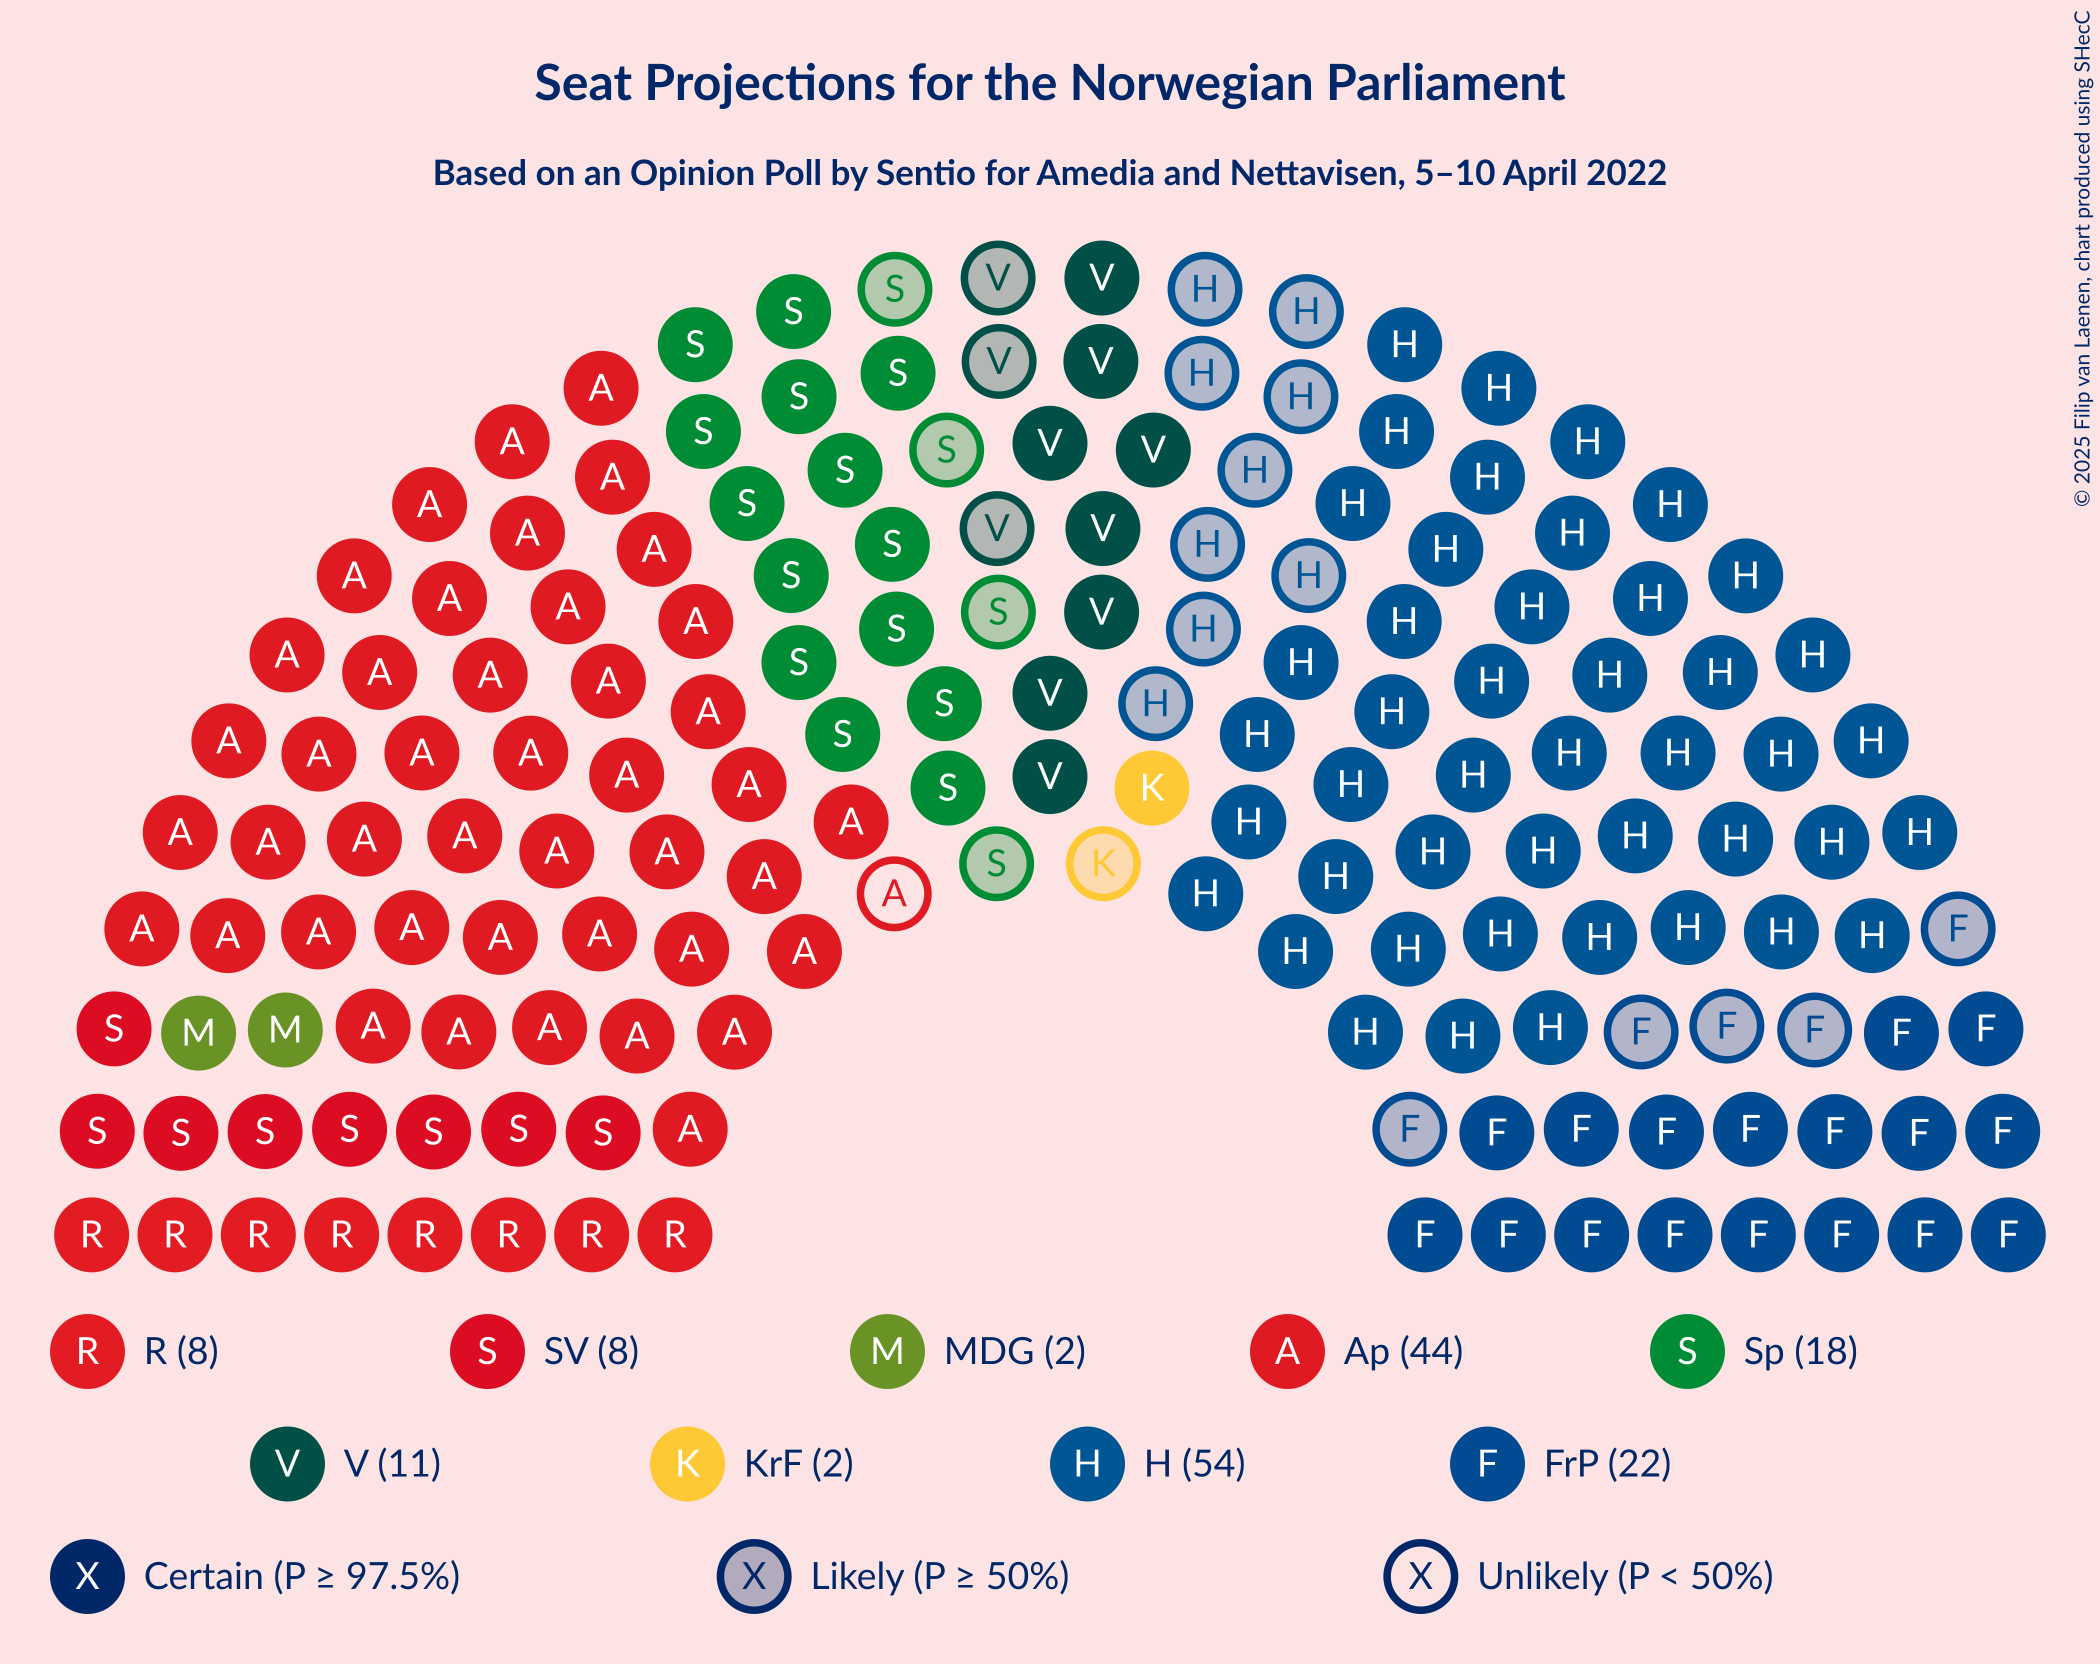 Seat Projections for the Norwegian Parliament
Based on an Opinion Poll by Sentio for Amedia and Nettavisen, 5–10 April 2022
© 2025 Filip van Laenen, chart produced using SHecC
S V V H
S H
S H
A V V H
S S H
S H
A A S V V H H
S S
A A S V V H H
S H
A A S S H H H
A A S V H
A A S S K H H
A A A S V H H
A A A A S K H H H
A A A A H H H F
S M M A A A A A H H H F F F F F
S S S S S S S A F F F F F F F F
R R R R R R R R F F F F F F F F
R R (8) S SV (8) M MDG (2) A Ap (44) S Sp (18)
V V (11) K KrF (2) H H (54) F FrP (22)
X Certain (P ≥ 97.5%) X Likely (P ≥ 50%) X Unlikely (P < 50%)